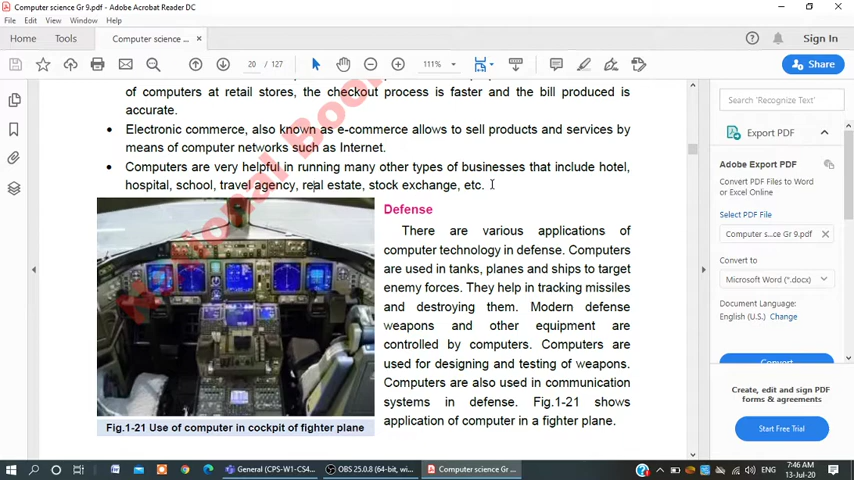 Computer science Gr 9.pdf - Adobe Acrobat Reader DC
File Edit View Window Help
Home Tools Computer science ... × Sign In
20 / 127 111% Share
of computers at retail stores, the checkout process is faster and the bill produced is
accurate.
• Electronic commerce, also known as e-commerce allows to sell products and services by
means of computer networks such as Internet.
• Computers are very helpful in running many other types of businesses that include hotel,
hospital, school, travel agency, real estate, stock exchange, etc.
Defense
There are various applications of
computer technology in defense. Computers
are used in tanks, planes and ships to target
enemy forces. They help in tracking missiles
and destroying them. Modern defense
weapons and other equipment are
controlled by computers. Computers are
used for designing and testing of weapons.
Computers are also used in communication
systems in defense. Fig.1-21 shows
application of computer in a fighter plane.
Fig.1-21 Use of computer in cockpit of fighter plane
National Boo
Search 'Recognize Text'
Export PDF
Adobe Export PDF
Convert PDF Files to Word
or Excel Online
Select PDF File
Computer s...ce Gr 9.pdf ×
Convert to
Microsoft Word (*.docx)
Document Language:
English (U.S.) Change
Convert
Create, edit and sign PDF
forms & agreements
Start Free Trial
General (CPS-W1-CS4... OBS 25.0.8 (64-bit, wi... Computer science Gr ... ENG 7:46 AM
13-Jul-20